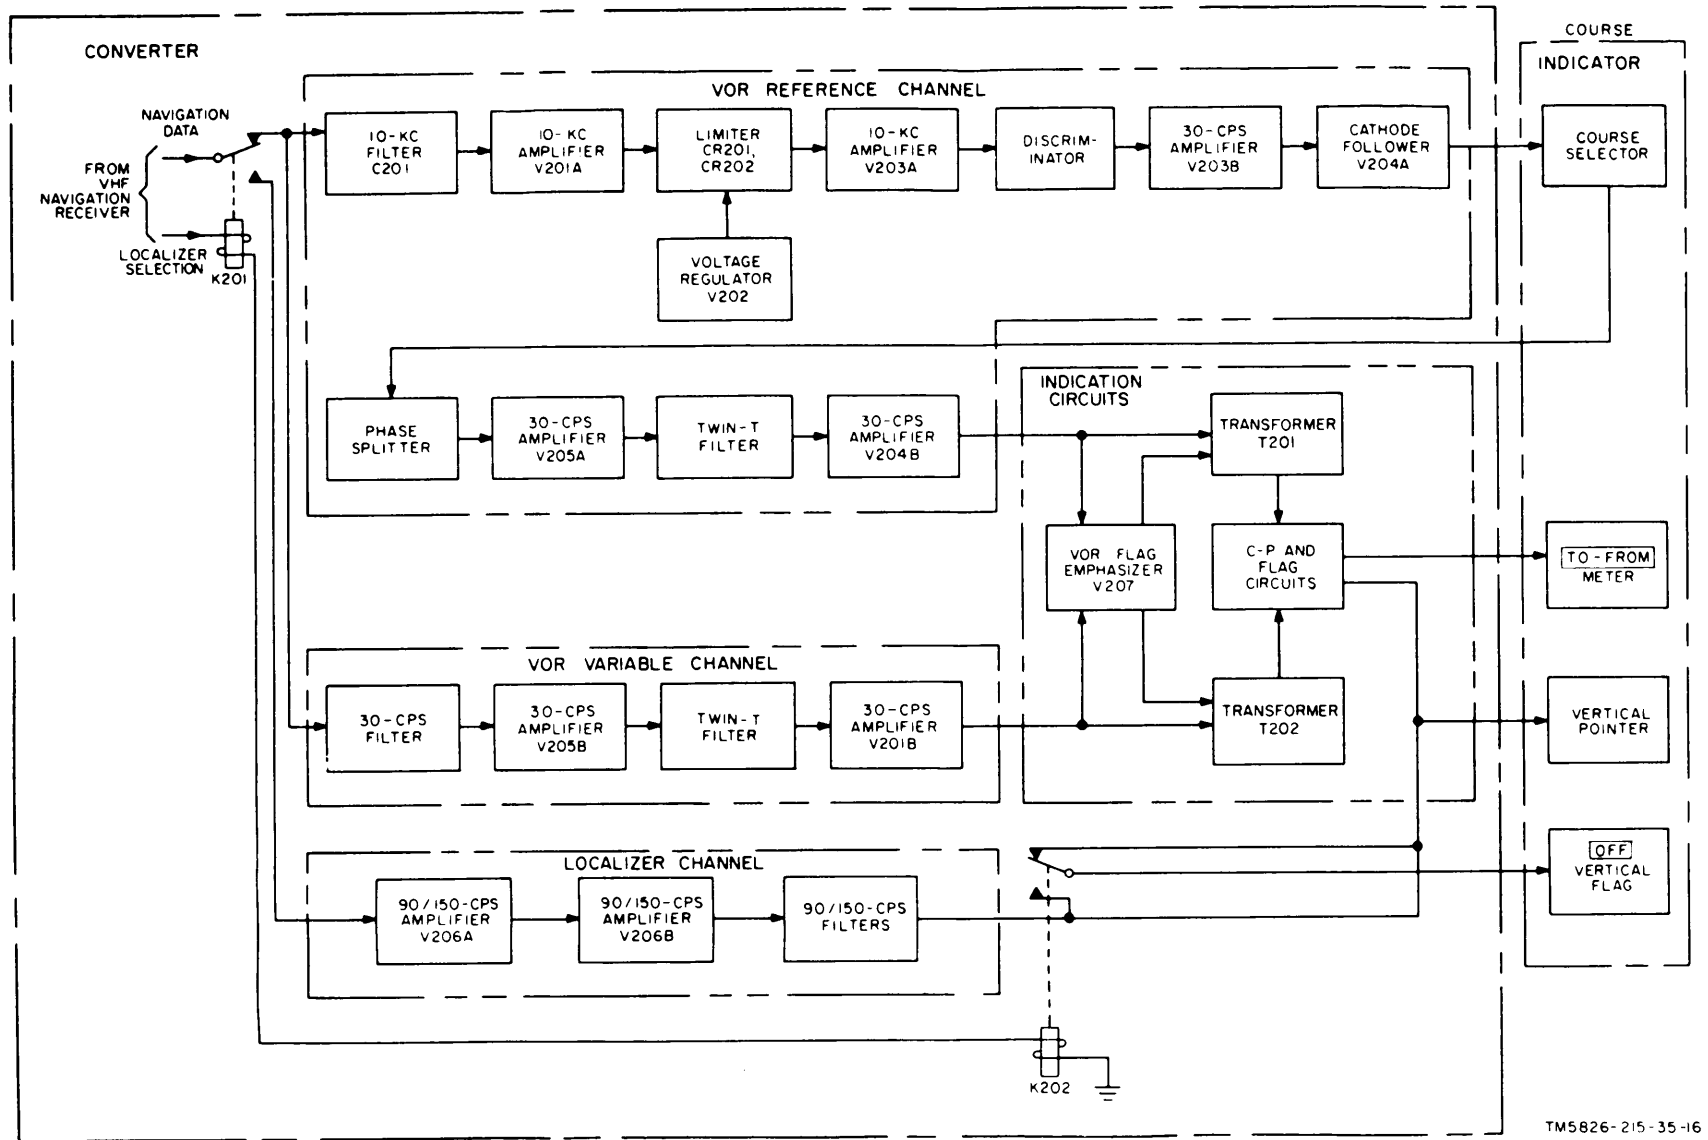 CONVERTER
COURSE
INDICATOR
VOR REFERENCE CHANNEL
NAVIGATION
DATA
FROM
VHF
NAVIGATION
RECEIVER
LOCALIZER
SELECTION
K201
10-KC
FILTER
C201
10-KC
AMPLIFIER
V201A
LIMITER
CR201,
CR202
10-KC
AMPLIFIER
V203A
DISCRIM-
INATOR
30-CPS
AMPLIFIER
V203B
CATHODE
FOLLOWER
V204A
COURSE
SELECTOR
VOLTAGE
REGULATOR
V202
PHASE
SPLITTER
30-CPS
AMPLIFIER
V205A
TWIN-T
FILTER
30-CPS
AMPLIFIER
V204B
INDICATION
CIRCUITS
TRANSFORMER
T201
VOR FLAG
EMPHASIZER
V207
C-P AND
FLAG
CIRCUITS
TO-FROM
METER
VOR VARIABLE CHANNEL
30-CPS
FILTER
30-CPS
AMPLIFIER
V205B
TWIN-T
FILTER
30-CPS
AMPLIFIER
V201B
TRANSFORMER
T202
VERTICAL
POINTER
LOCALIZER CHANNEL
90/150-CPS
AMPLIFIER
V206A
90/150-CPS
AMPLIFIER
V206B
90/150-CPS
FILTERS
OFF
VERTICAL
FLAG
K202
TM5826-215-35-16